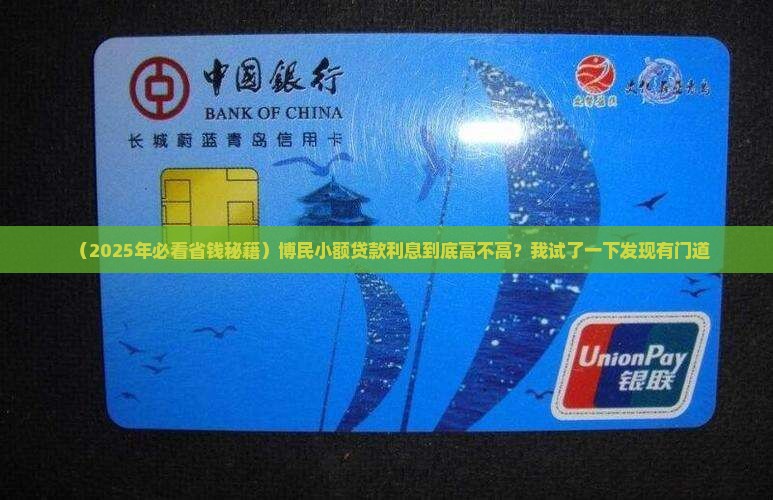 中国银行
BANK OF CHINA
长城蔚蓝青岛信用卡
（2025年必看省钱秘籍）博民小额贷款利息到底高不高？我试了一下发现有门道
UnionPay
银联